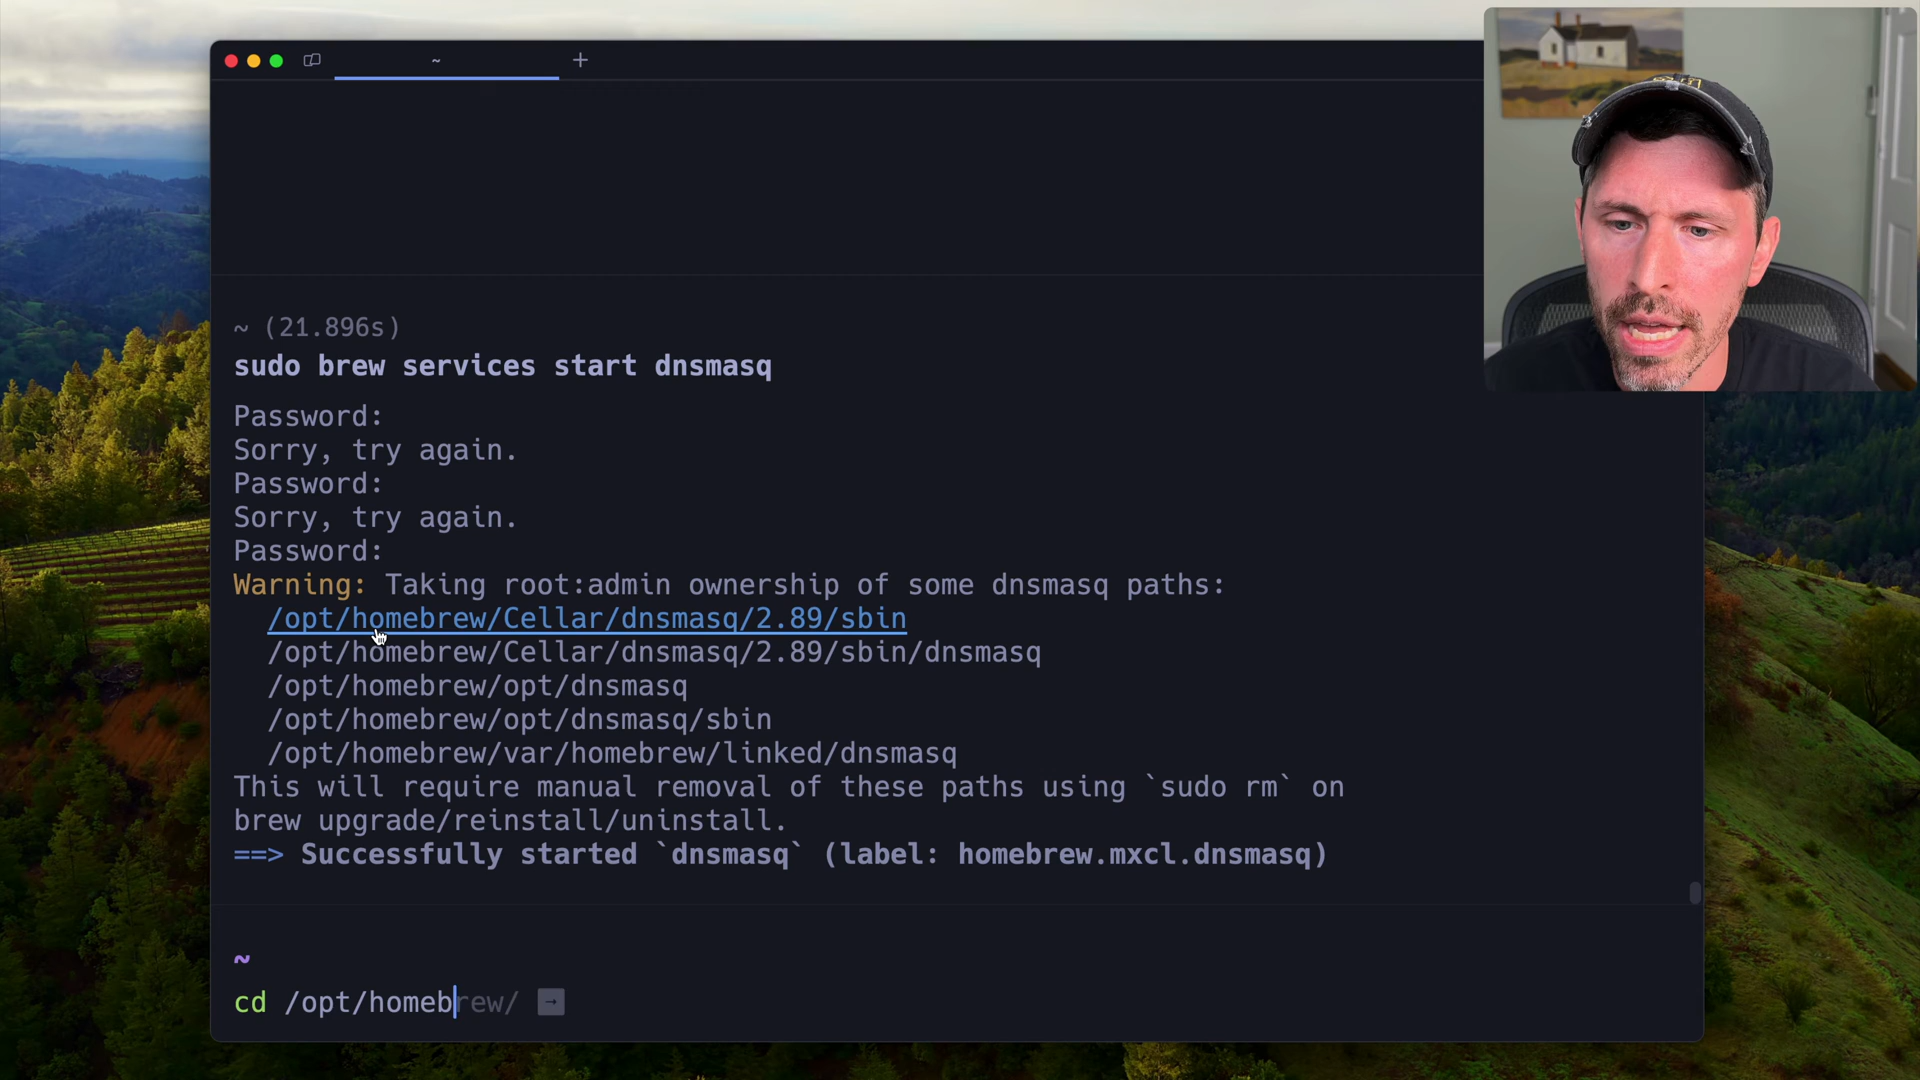 ~
~ (21.896s)
sudo brew services start dnsmasq
Password:
Sorry, try again.
Password:
Sorry, try again.
Password:
Warning: Taking root:admin ownership of some dnsmasq paths:
/opt/homebrew/Cellar/dnsmasq/2.89/sbin
/opt/homebrew/Cellar/dnsmasq/2.89/sbin/dnsmasq
/opt/homebrew/opt/dnsmasq
/opt/homebrew/opt/dnsmasq/sbin
/opt/homebrew/var/homebrew/linked/dnsmasq
This will require manual removal of these paths using `sudo rm` on
brew upgrade/reinstall/uninstall.
==> Successfully started `dnsmasq` (label: homebrew.mxcl.dnsmasq)
~
cd /opt/homebrew/